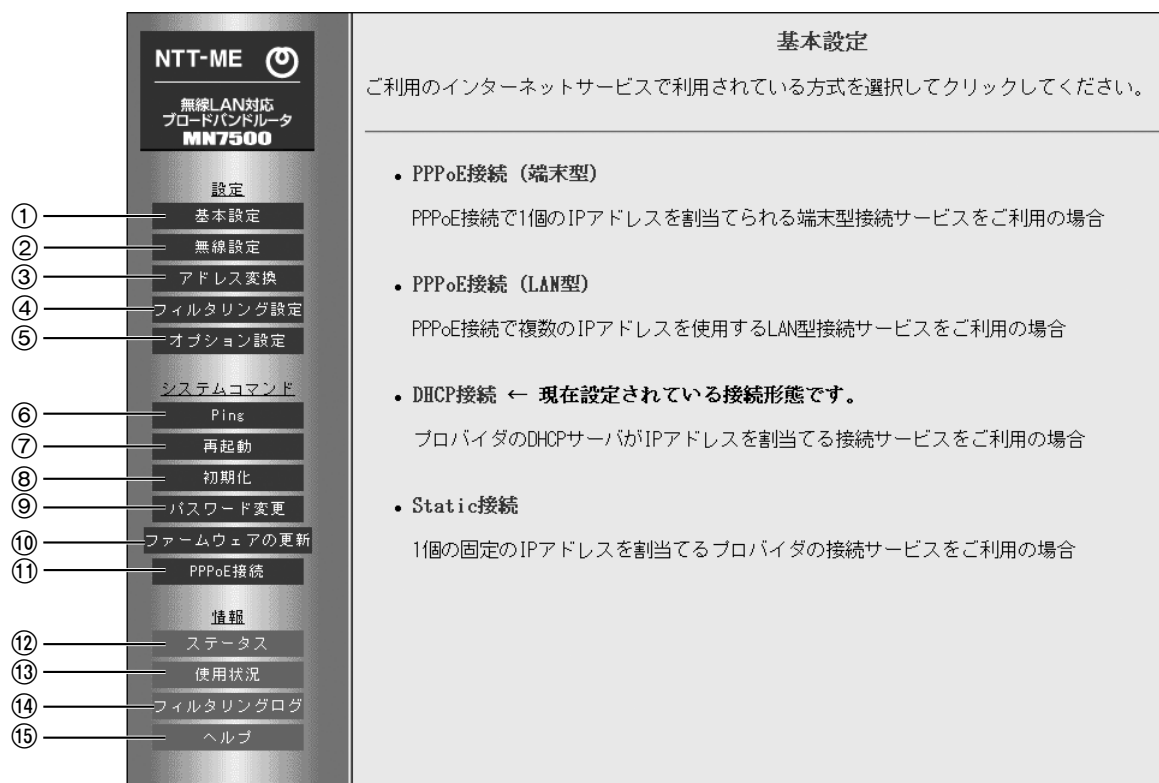 NTT-ME
無線LAN対応
ブロードバンドルータ
MN7500
設定
① 基本設定
② 無線設定
③ アドレス変換
④ フィルタリング設定
⑤ オプション設定
システムコマンド
⑥ Ping
⑦ 再起動
⑧ 初期化
⑨ パスワード変更
⑩ ファームウェアの更新
⑪ PPPoE接続
情報
⑫ ステータス
⑬ 使用状況
⑭ フィルタリングログ
⑮ ヘルプ
基本設定
ご利用のインターネットサービスで利用されている方式を選択してクリックしてください。
• PPPoE接続 (端末型)
PPPoE接続で1個のIPアドレスを割当てられる端末型接続サービスをご利用の場合
• PPPoE接続 (LAN型)
PPPoE接続で複数のIPアドレスを使用するLAN型接続サービスをご利用の場合
• DHCP接続 ← 現在設定されている接続形態です。
プロバイダのDHCPサーバがIPアドレスを割当てる接続サービスをご利用の場合
• Static接続
1個の固定のIPアドレスを割当てるプロバイダの接続サービスをご利用の場合